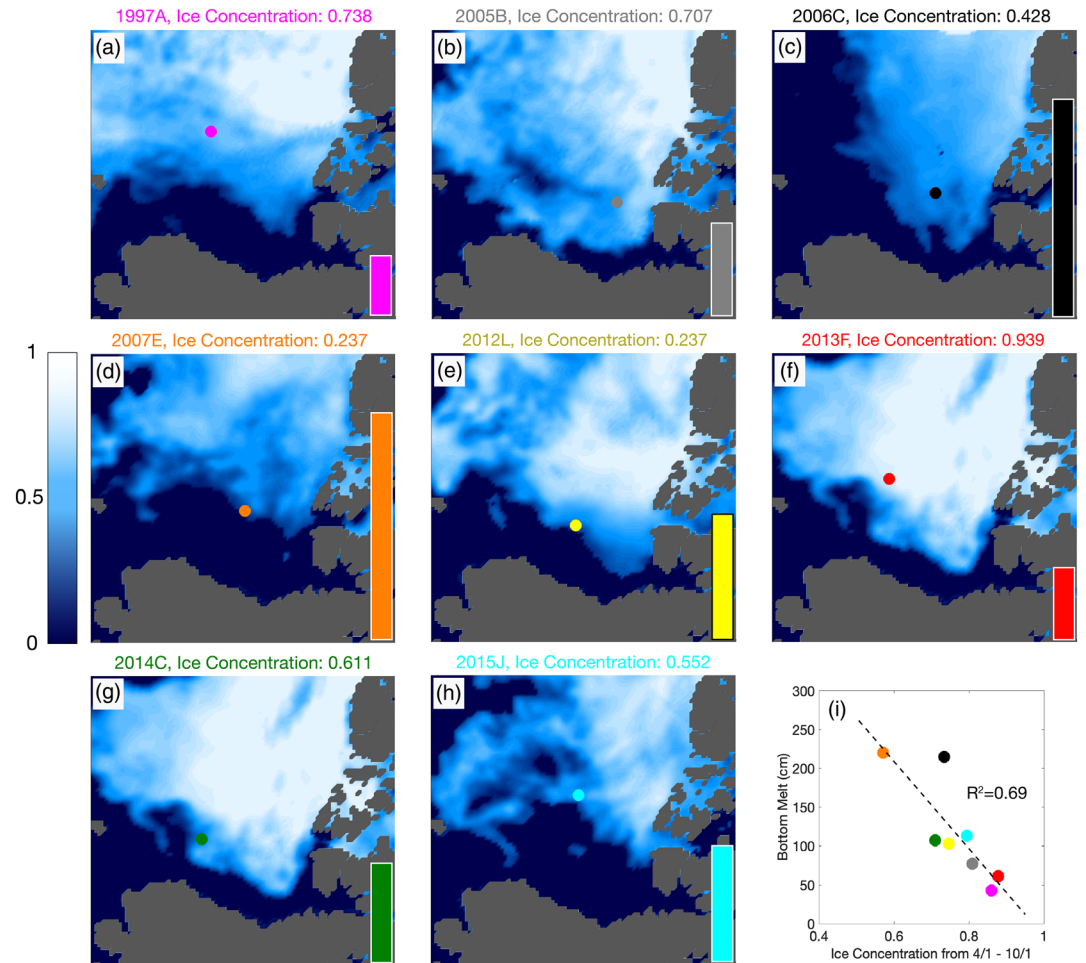 1997A, Ice Concentration: 0.738
(a)
2005B, Ice Concentration: 0.707
(b)
2006C, Ice Concentration: 0.428
(c)
2007E, Ice Concentration: 0.237
(d)
2012L, Ice Concentration: 0.237
(e)
2013F, Ice Concentration: 0.939
(f)
1
0.5
0
2014C, Ice Concentration: 0.611
(g)
2015J, Ice Concentration: 0.552
(h)
(i)
300
250
200
150
100
50
0
Bottom Melt (cm)
R²=0.69
0.4
0.6
0.8
1
Ice Concentration from 4/1 - 10/1